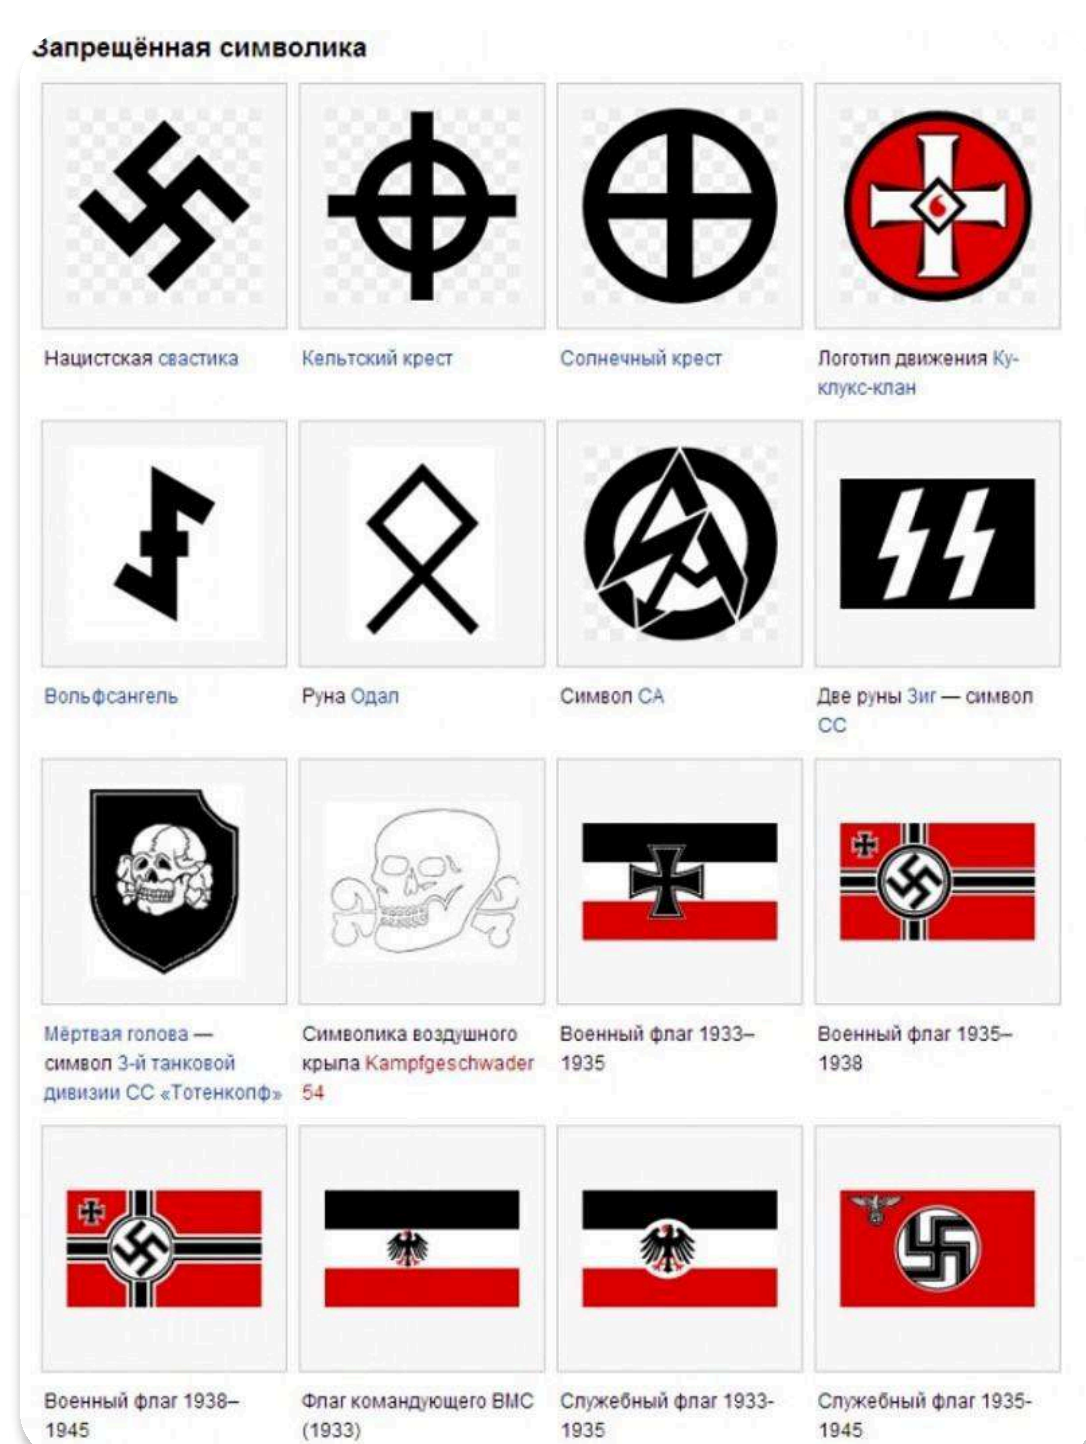 Запрещённая символика
Нацистская свастика
Кельтский крест
Солнечный крест
Логотип движения Ку-
клукс-клан
Вольфсангель
Руна Одал
Символ СА
Две руны Зиг — символ
СС
Мёртвая голова —
символ 3-й танковой
дивизии СС «Тотенкопф»
Символика воздушного
крыла Kampfgeschwader
54
Военный флаг 1933–
1935
Военный флаг 1935–
1938
Военный флаг 1938–
1945
Флаг командующего ВМС
(1933)
Служебный флаг 1933-
1935
Служебный флаг 1935-
1945